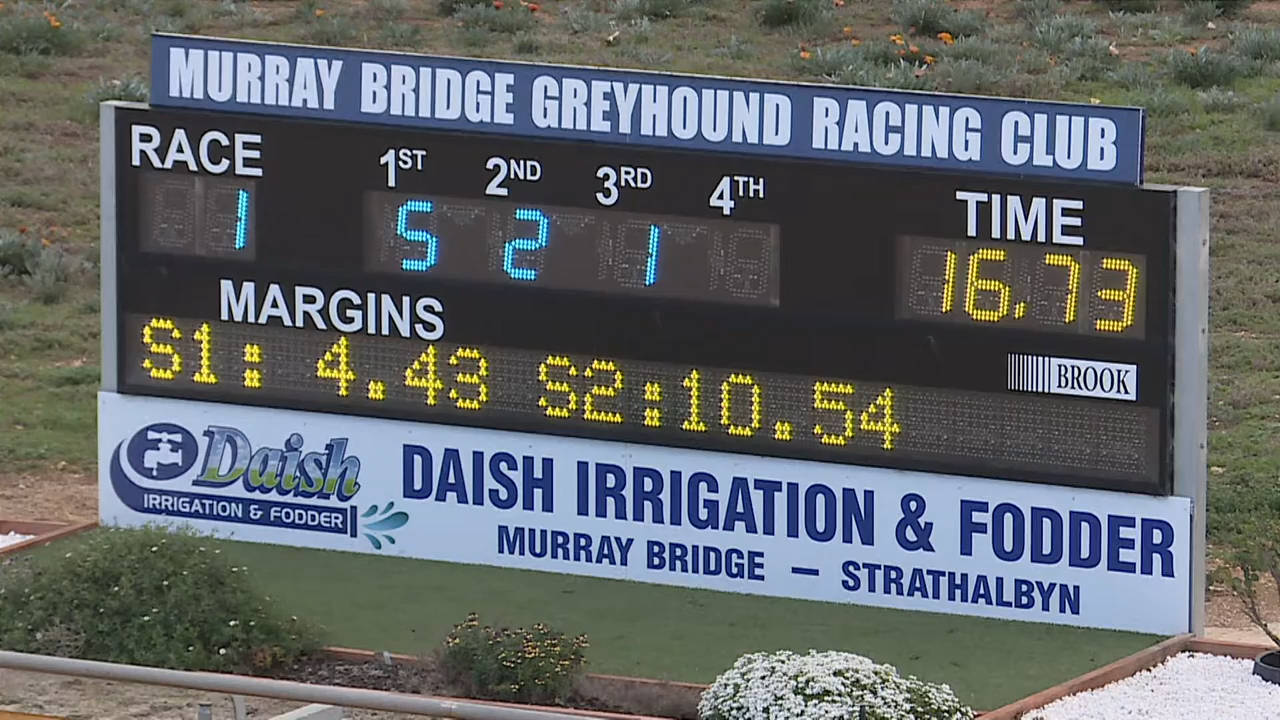 MURRAY BRIDGE GREYHOUND RACING CLUB
RACE 1ST 2ND 3RD 4TH TIME
1 5 2 1 16.73
MARGINS
S1: 4.43 S2:10.54
BROOK
Daish
IRRIGATION & FODDER
DAISH IRRIGATION & FODDER
MURRAY BRIDGE – STRATHALBYN